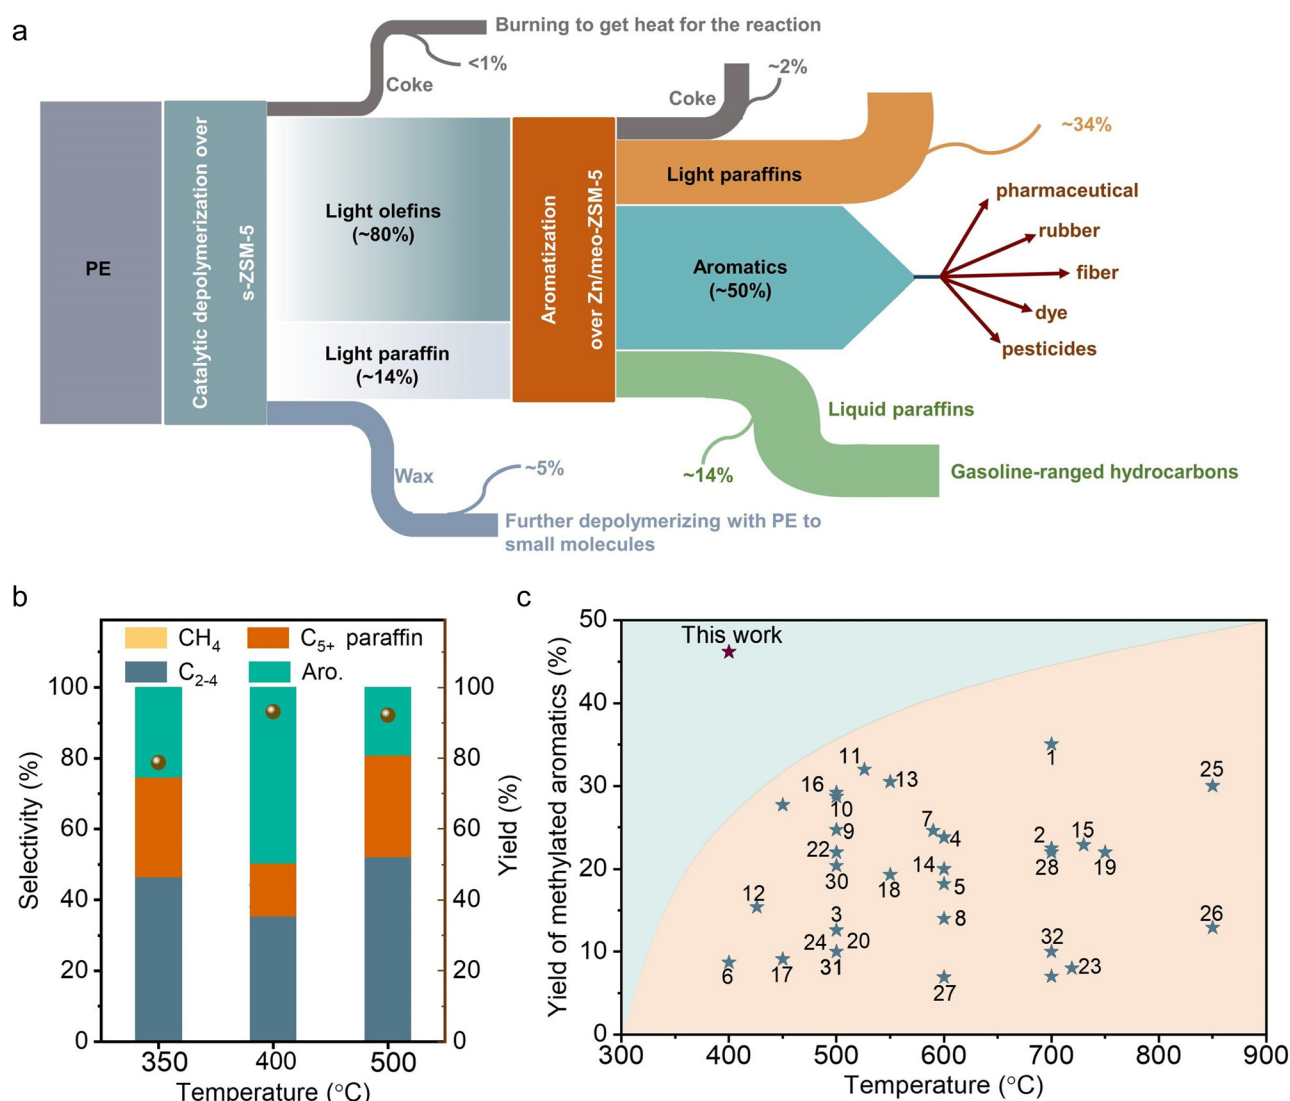 a
Burning to get heat for the reaction
<1%
Coke
~2%
Coke
~34%
PE
Catalytic depolymerization over
s-ZSM-5
Light olefins
(~80%)
Light paraffin
(~14%)
Aromatization
over Zn/meo-ZSM-5
Light paraffins
Aromatics
(~50%)
pharmaceutical
rubber
fiber
dye
pesticides
Liquid paraffins
~14%
Gasoline-ranged hydrocarbons
Wax
~5%
Further depolymerizing with PE to
small molecules
b
CH4
C5+ paraffin
C2-4
Aro.
Selectivity (%)
100
80
60
40
20
0
Yield (%)
100
80
60
40
20
0
350
400
500
Temperature (°C)
c
Yield of methylated aromatics (%)
50
40
30
20
10
0
This work
11
16
10
13
1
25
9
7
4
22
30
2
28
15
19
12
18
14
5
3
8
26
24
20
31
32
6
17
27
23
300
400
500
600
700
800
900
Temperature (°C)